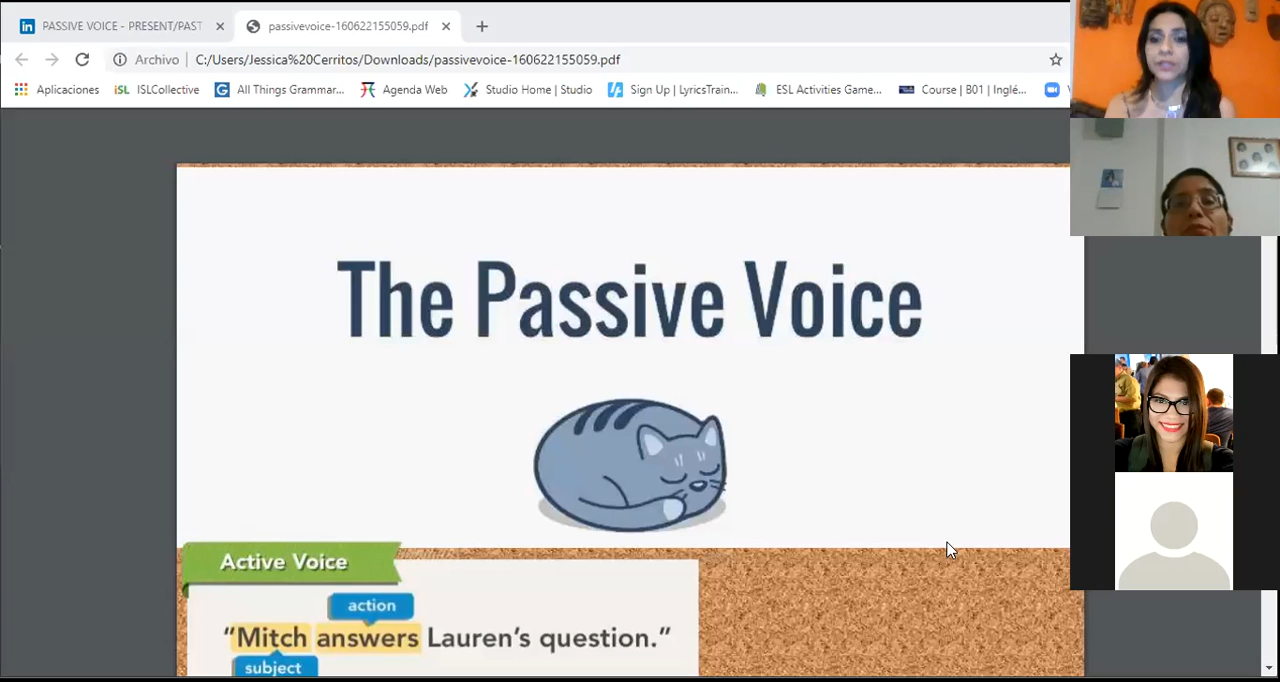 PASSIVE VOICE - PRESENT/PAST
passivevoice-160622155059.pdf
Archivo
C:/Users/Jessica%20Cerritos/Downloads/passivevoice-160622155059.pdf
Aplicaciones
iSLCollective
All Things Grammar...
Agenda Web
Studio Home | Studio
Sign Up | LyricsTrain...
ESL Activities Game...
Course | B01 | Inglé...
The Passive Voice
Active Voice
action
“Mitch answers Lauren’s question.”
subject